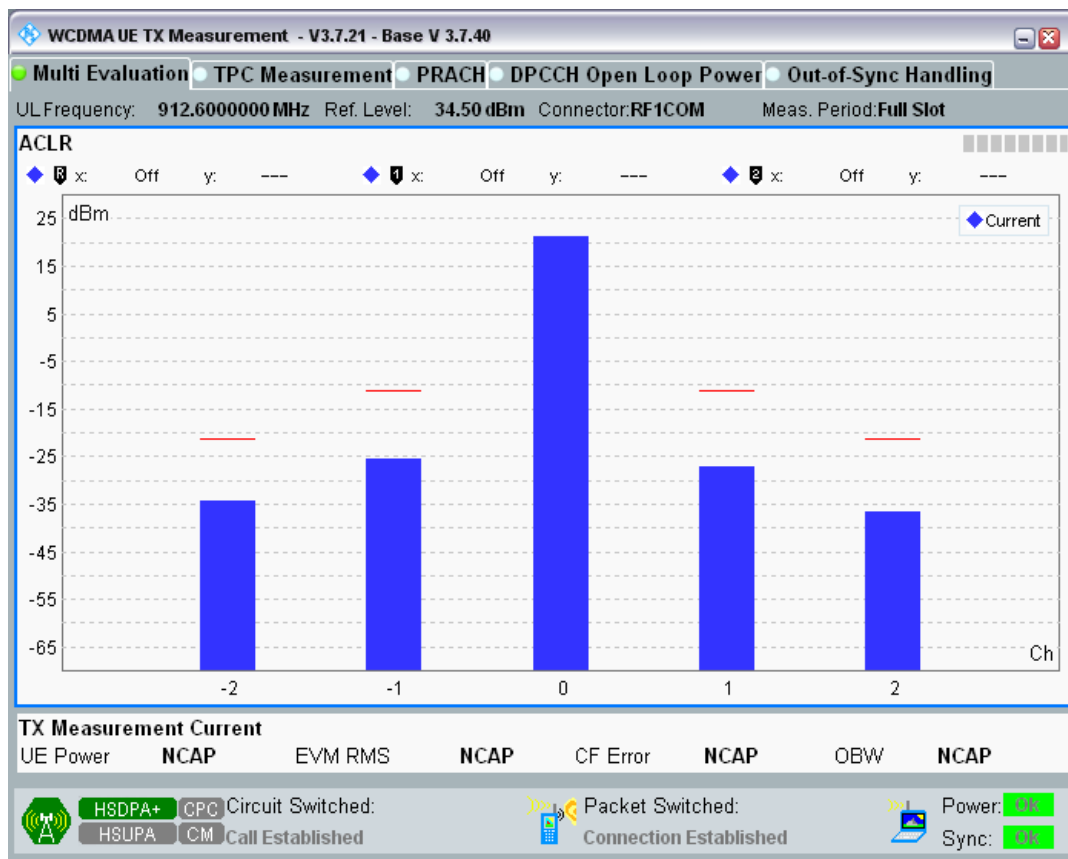 WCDMA UE TX Measurement - V3.7.21 - Base V 3.7.40
Multi Evaluation TPC Measurement PRACH DPCCH Open Loop Power Out-of-Sync Handling
UL Frequency: 912.6000000 MHz Ref. Level: 34.50 dBm Connector:RF1COM Meas. Period:Full Slot
ACLR
R x: Off y: --- 1 x: Off y: --- 2 x: Off y: ---
25 dBm
Current
15
5
-5
-15
-25
-35
-45
-55
-65
Ch
-2 -1 0 1 2
TX Measurement Current
UE Power NCAP EVM RMS NCAP CF Error NCAP OBW NCAP
HSDPA+ CPC Circuit Switched: Packet Switched: Power: OK
HSUPA CM Call Established Connection Established Sync: OK